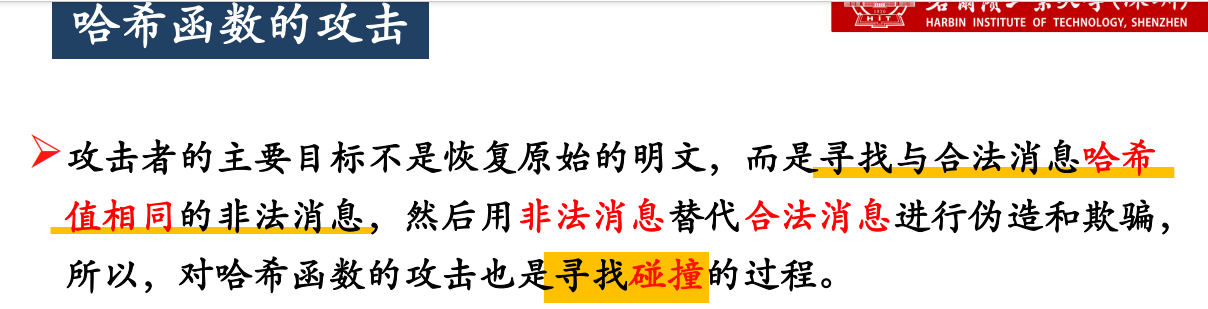 哈希函数的攻击
HARBIN INSTITUTE OF TECHNOLOGY, SHENZHEN
HIT
攻击者的主要目标不是恢复原始的明文，而是寻找与合法消息哈希
值相同的非法消息，然后用非法消息替代合法消息进行伪造和欺骗，
所以，对哈希函数的攻击也是寻找碰撞的过程。